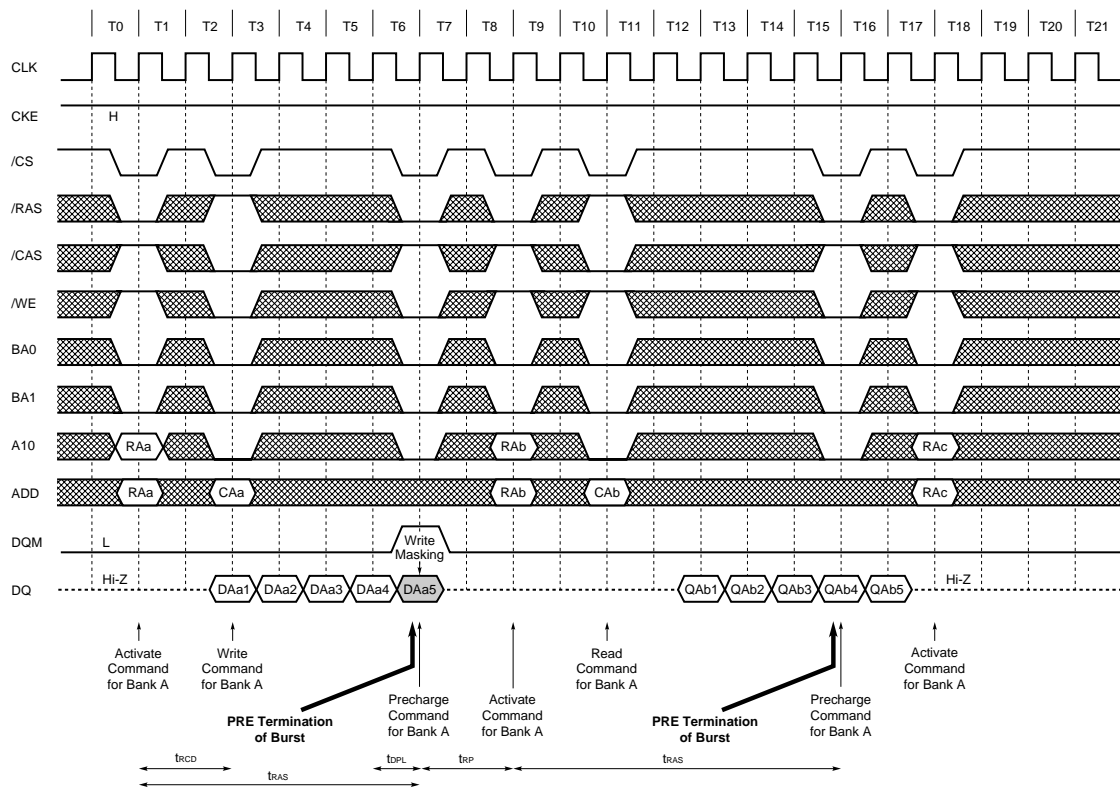 T0 T1 T2 T3 T4 T5 T6 T7 T8 T9 T10 T11 T12 T13 T14 T15 T16 T17 T18 T19 T20 T21
CLK
CKE H
/CS
/RAS
/CAS
/WE
BA0
BA1
A10 RAa RAb RAc
ADD RAa CAa RAb CAb RAc
DQM L Write
Masking
DQ Hi-Z DAa1 DAa2 DAa3 DAa4 DAa5 QAb1 QAb2 QAb3 QAb4 QAb5 Hi-Z
Activate
Command
for Bank A
Write
Command
for Bank A
PRE Termination
of Burst
Precharge
Command
for Bank A
Activate
Command
for Bank A
Read
Command
for Bank A
PRE Termination
of Burst
Precharge
Command
for Bank A
Activate
Command
for Bank A
tRCD tDPL tRP tRAS
tRAS